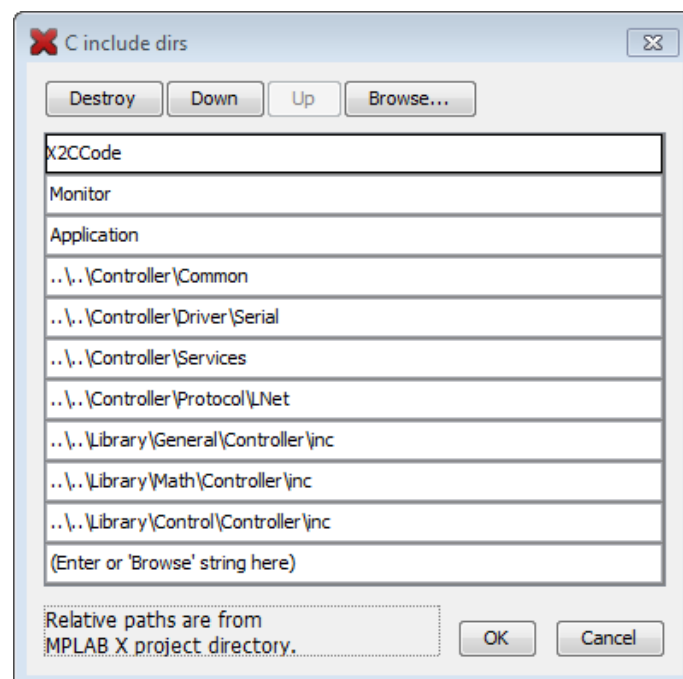 C include dirs
Destroy Down Up Browse...
X2CCode
Monitor
Application
..\..\Controller\Common
..\..\Controller\Driver\Serial
..\..\Controller\Services
..\..\Controller\Protocol\LNet
..\..\Library\General\Controller\inc
..\..\Library\Math\Controller\inc
..\..\Library\Control\Controller\inc
(Enter or 'Browse' string here)
Relative paths are from
MPLAB X project directory.
OK Cancel